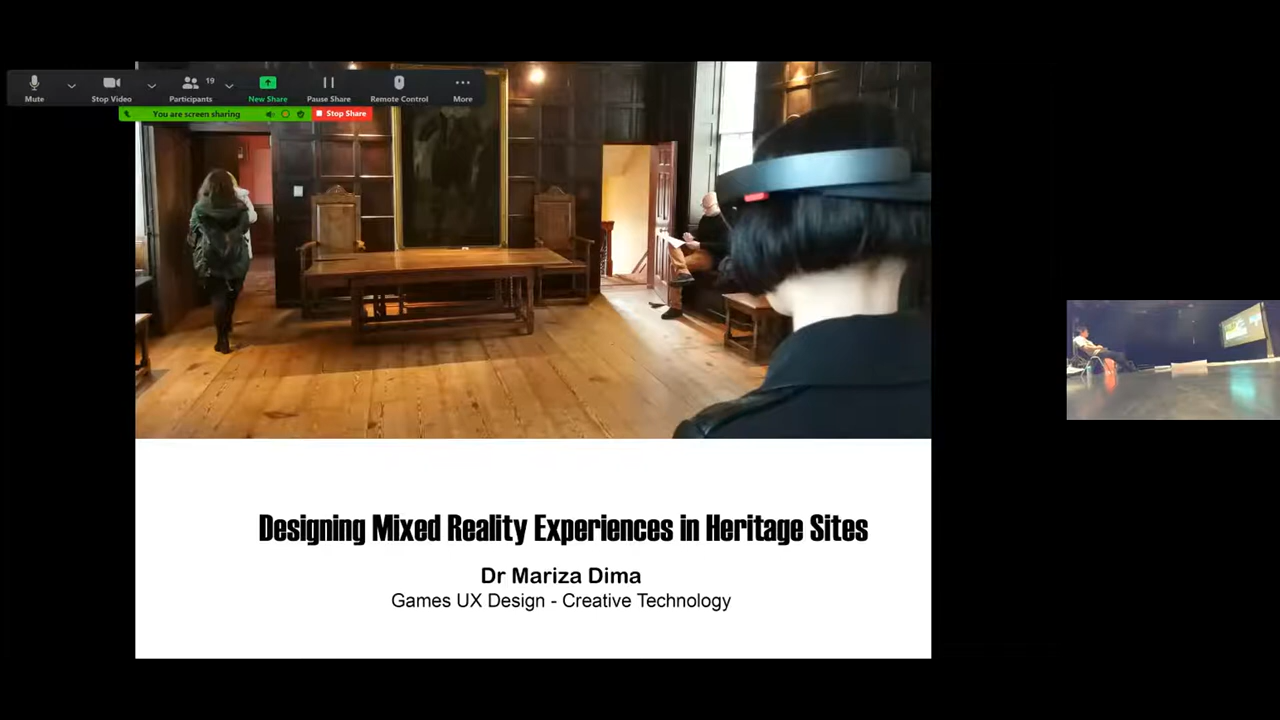 19
Mute
Stop Video
Participants
New Share
Pause Share
Remote Control
More
You are screen sharing
Stop Share
Designing Mixed Reality Experiences in Heritage Sites
Dr Mariza Dima
Games UX Design - Creative Technology